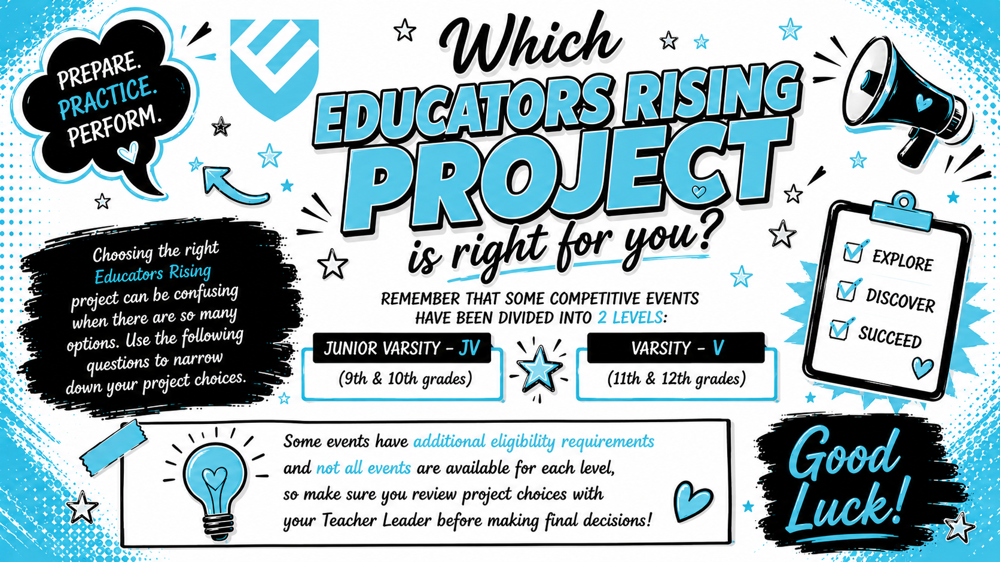 PREPARE.
PRACTICE.
PERFORM.
Which
EDUCATORS RISING
PROJECT
is right for you?
Choosing the right
Educators Rising
project can be confusing
when there are so many
options. Use the following
questions to narrow
down your project choices.
REMEMBER THAT SOME COMPETITIVE EVENTS
HAVE BEEN DIVIDED INTO 2 LEVELS:
JUNIOR VARSITY – JV
(9th & 10th grades)
VARSITY – V
(11th & 12th grades)
EXPLORE
DISCOVER
SUCCEED
Some events have additional eligibility requirements
and not all events are available for each level,
so make sure you review project choices with
your Teacher Leader before making final decisions!
Good
Luck!